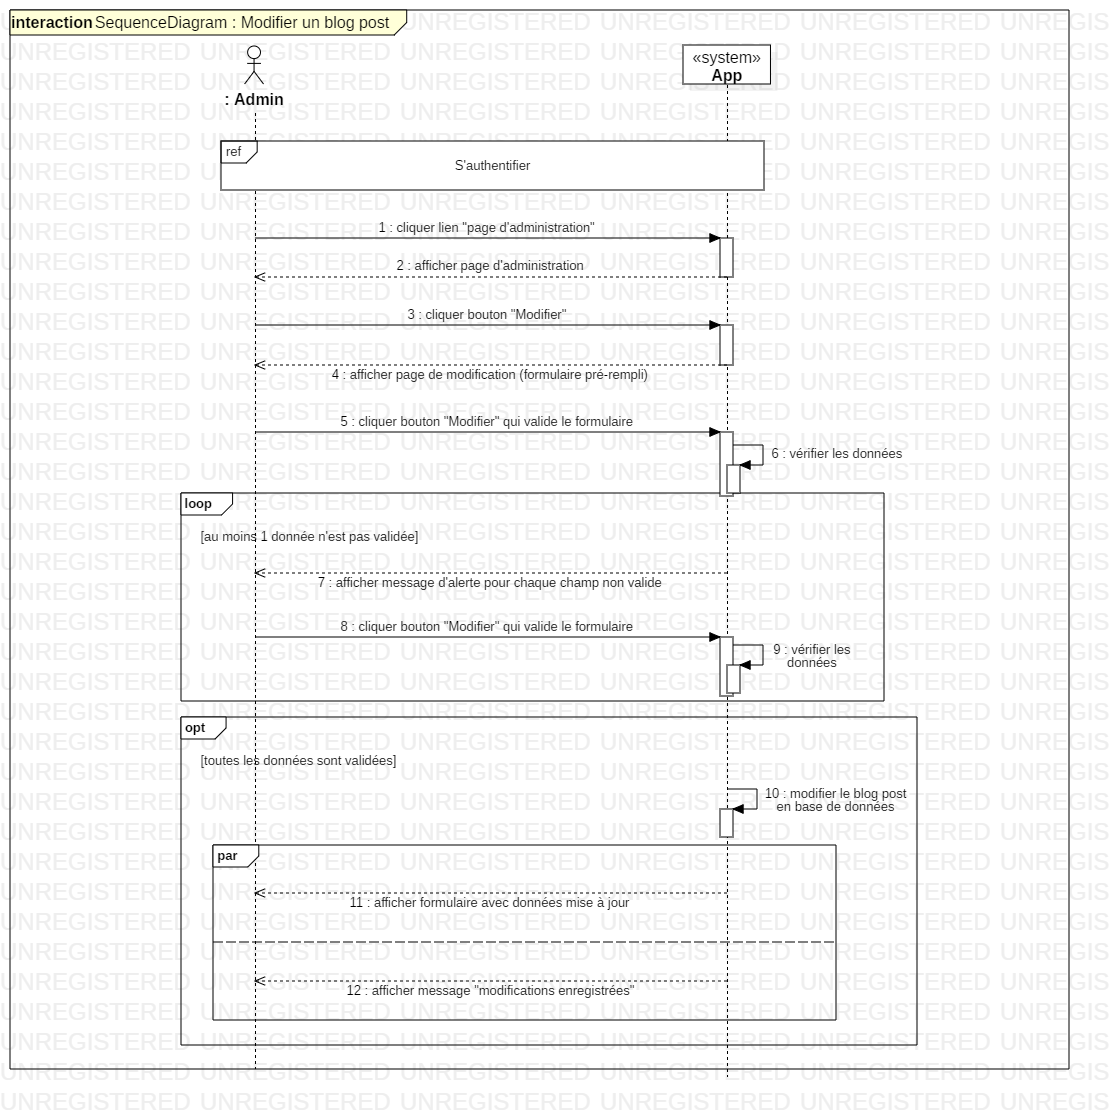 interaction SequenceDiagram : Modifier un blog post
«system»
App
: Admin
ref
S'authentifier
1 : cliquer lien "page d'administration"
2 : afficher page d'administration
3 : cliquer bouton "Modifier"
4 : afficher page de modification (formulaire pré-rempli)
5 : cliquer bouton "Modifier" qui valide le formulaire
6 : vérifier les données
loop
[au moins 1 donnée n'est pas validée]
7 : afficher message d'alerte pour chaque champ non valide
8 : cliquer bouton "Modifier" qui valide le formulaire
9 : vérifier les
données
opt
[toutes les données sont validées]
10 : modifier le blog post
en base de données
par
11 : afficher formulaire avec données mise à jour
12 : afficher message "modifications enregistrées"
UNREGISTERED